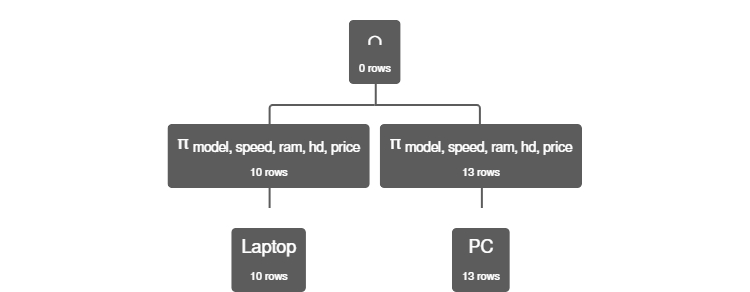 ∩
0 rows
π model, speed, ram, hd, price
10 rows
π model, speed, ram, hd, price
13 rows
Laptop
10 rows
PC
13 rows